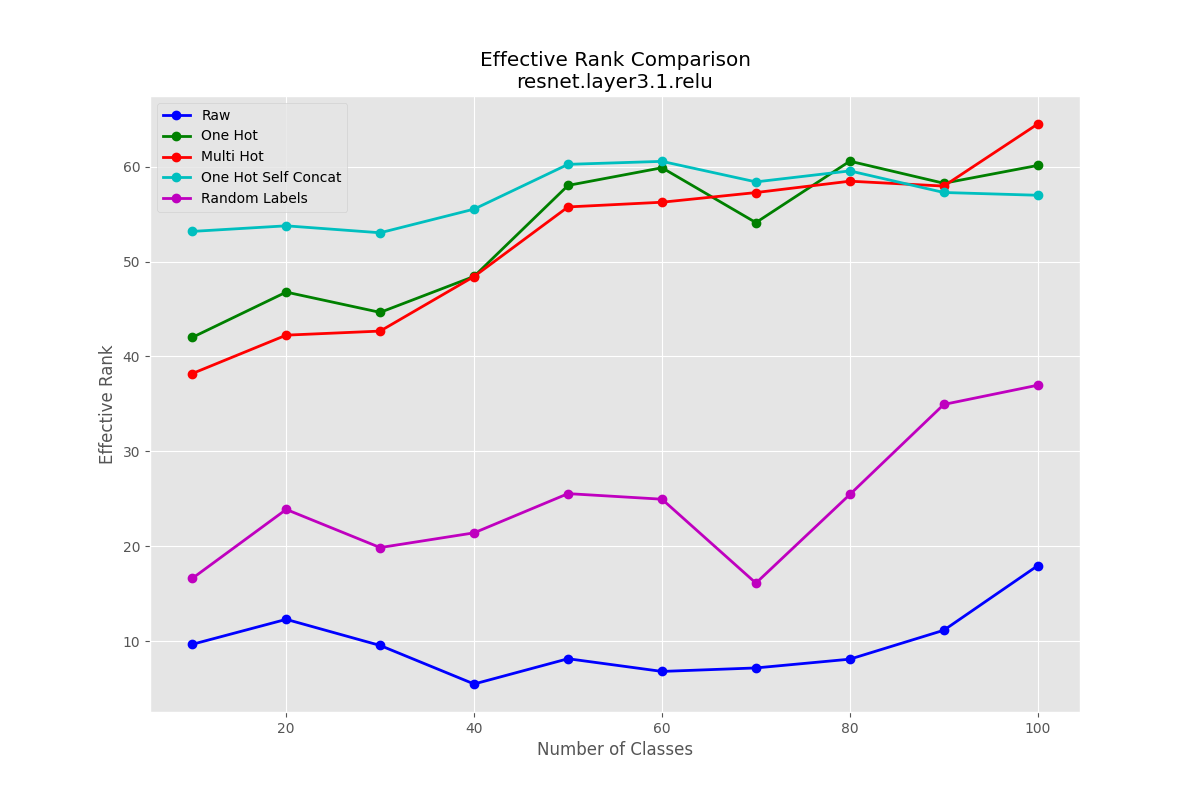 Effective Rank Comparison
resnet.layer3.1.relu
Raw
One Hot
Multi Hot
One Hot Self Concat
Random Labels
Effective Rank
60
50
40
30
20
10
20
40
60
80
100
Number of Classes